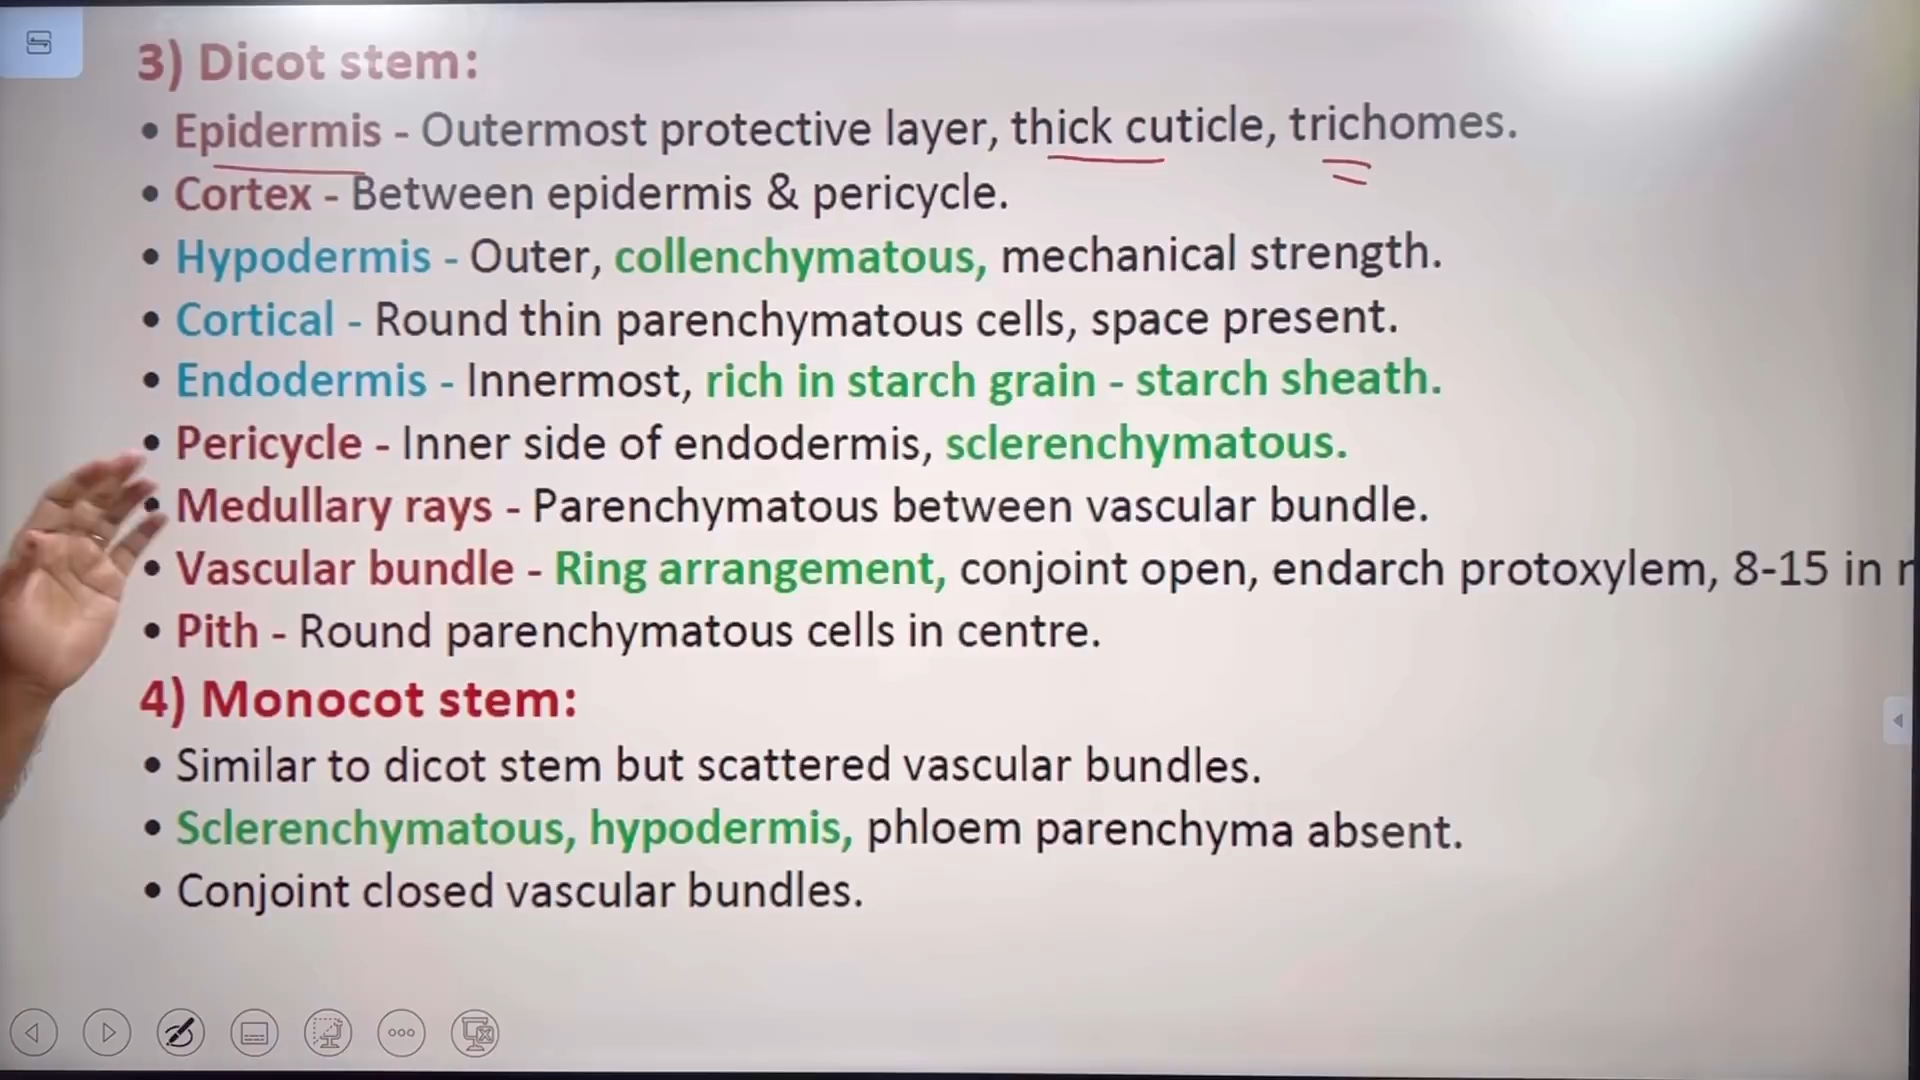 3) Dicot stem:
• Epidermis - Outermost protective layer, thick cuticle, trichomes.
• Cortex - Between epidermis & pericycle.
• Hypodermis - Outer, collenchymatous, mechanical strength.
• Cortical - Round thin parenchymatous cells, space present.
• Endodermis - Innermost, rich in starch grain - starch sheath.
• Pericycle - Inner side of endodermis, sclerenchymatous.
• Medullary rays - Parenchymatous between vascular bundle.
• Vascular bundle - Ring arrangement, conjoint open, endarch protoxylem, 8-15 in
• Pith - Round parenchymatous cells in centre.
4) Monocot stem:
• Similar to dicot stem but scattered vascular bundles.
• Sclerenchymatous, hypodermis, phloem parenchyma absent.
• Conjoint closed vascular bundles.